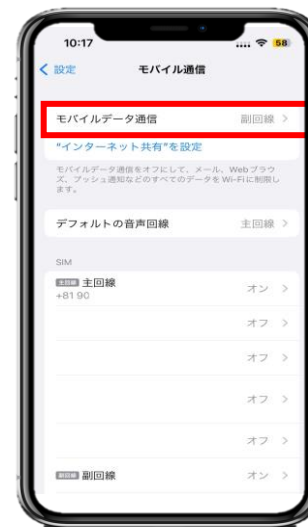 10:17
58
設定
モバイル通信
モバイルデータ通信 副回線
"インターネット共有"を設定
モバイルデータ通信をオフにして、メール、Webブラウ
ズ、プッシュ通知などのすべてのデータをWi-Fiに制限し
ます。
デフォルトの音声回線 主回線
SIM
主回線 主回線
+81 90 オン
オフ
オフ
オフ
オフ
副回線 副回線 オン